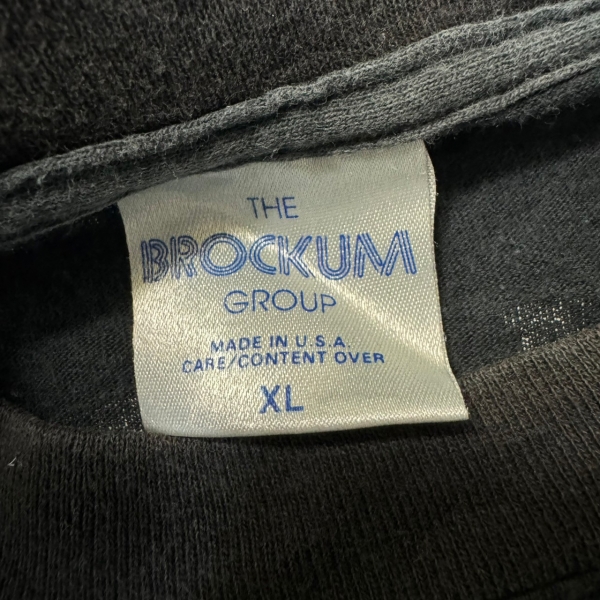 THE
BROCKUM
GROUP
MADE IN U.S.A.
CARE/CONTENT OVER
XL